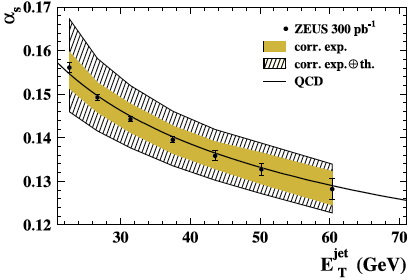 α_s
0.17
0.16
0.15
0.14
0.13
0.12
ZEUS 300 pb⁻¹
corr. exp.
corr. exp.⊕th.
QCD
30 40 50 60 70
E_T^jet (GeV)